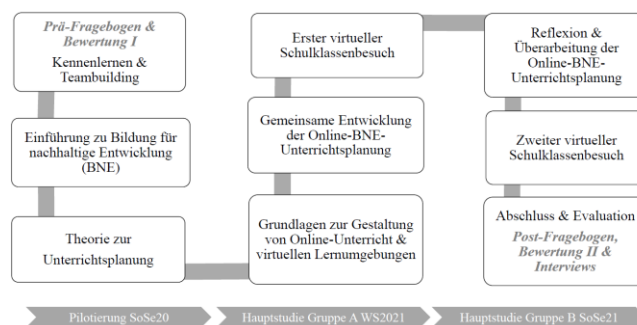 Prä-Fragebogen &
Bewertung I
Kennenlernen &
Teambuilding
Einführung zu Bildung für
nachhaltige Entwicklung
(BNE)
Theorie zur
Unterrichtsplanung
Erster virtueller
Schulklassenbesuch
Gemeinsame Entwicklung
der Online-BNE-
Unterrichtsplanung
Grundlagen zur Gestaltung
von Online-Unterricht &
virtuellen Lernumgebungen
Reflexion &
Überarbeitung der
Online-BNE-
Unterrichtsplanung
Zweiter virtueller
Schulklassenbesuch
Abschluss & Evaluation
Post-Fragebogen,
Bewertung II &
Interviews
Pilotierung SoSe20
Hauptstudie Gruppe A WS2021
Hauptstudie Gruppe B SoSe21